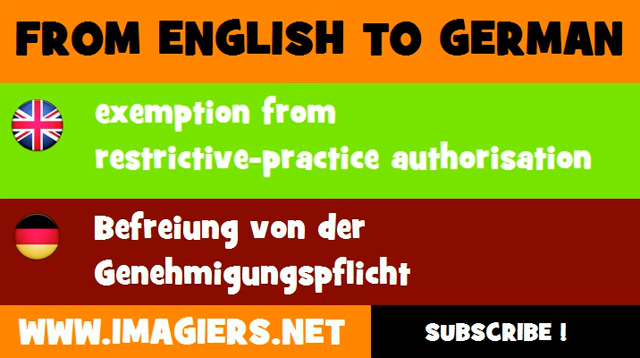 FROM ENGLISH TO GERMAN
exemption from
restrictive-practice authorisation
Befreiung von der
Genehmigungspflicht
WWW.IMAGIERS.NET
SUBSCRIBE !